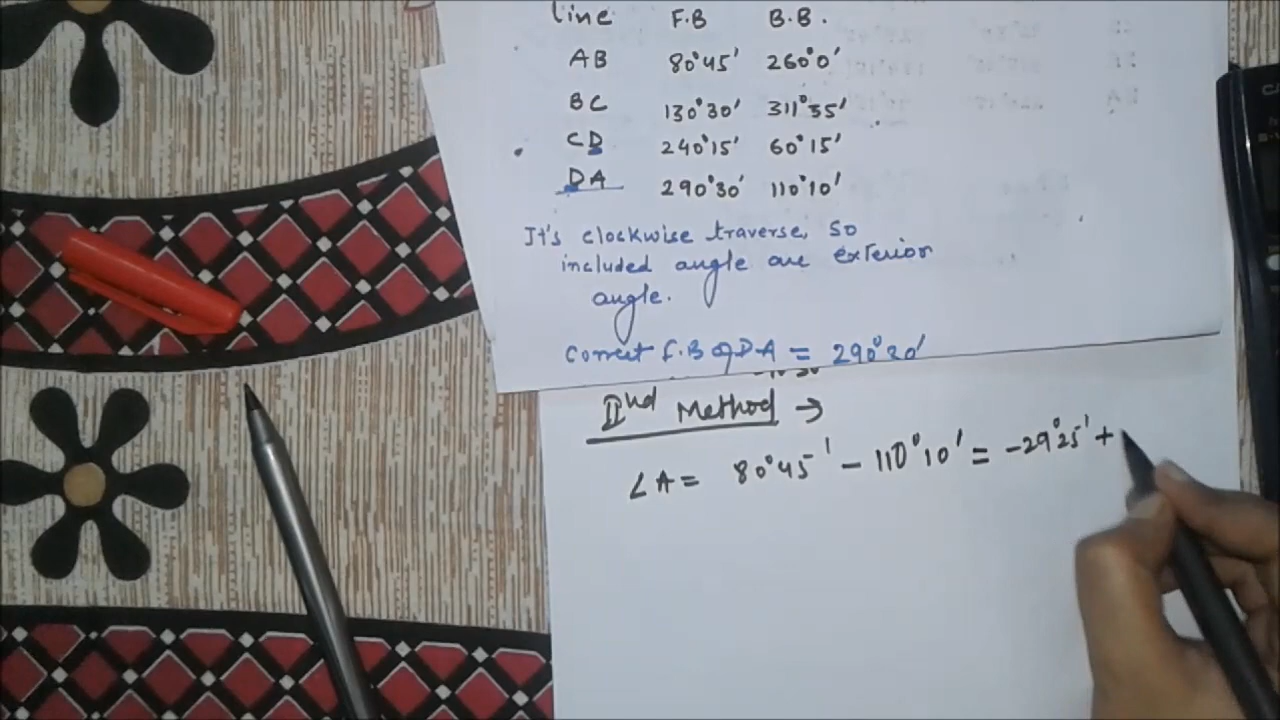 line F.B B.B.
AB 80°45' 260°0'
BC 130°30' 311°35'
CD 240°15' 60°15'
DA 290°30' 110°10'
It's clockwise traverse, so
included angle are exterior
angle.
Correct F.B of DA = 290°20'
IInd Method →
∠A = 80°45' - 110°10' = -29°25' +